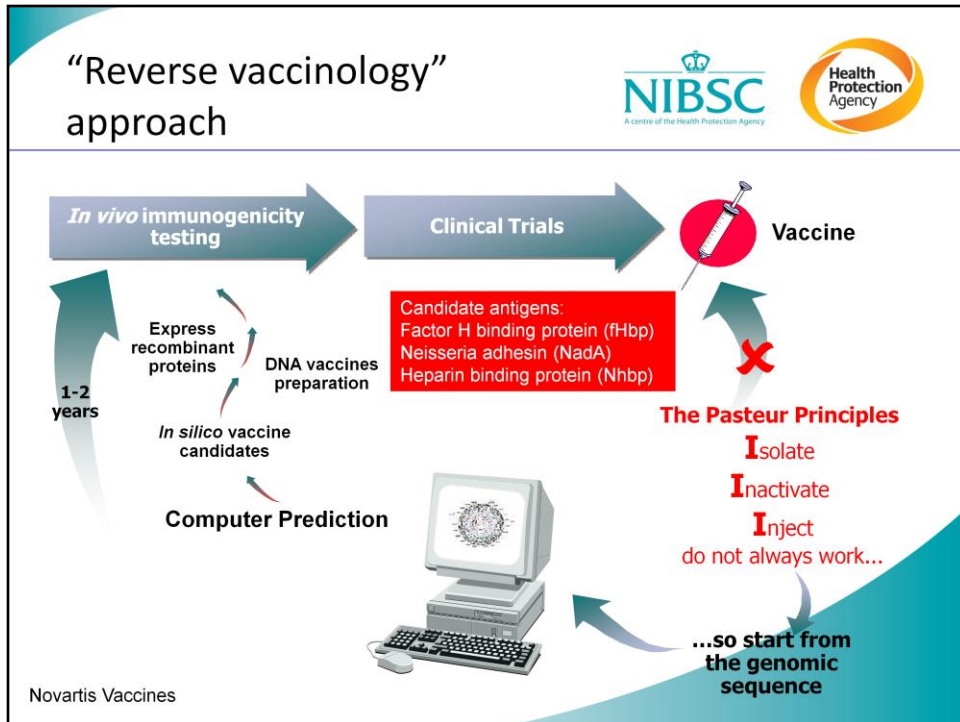 “Reverse vaccinology”
approach
NIBSC
A centre of the Health Protection Agency
Health
Protection
Agency
In vivo immunogenicity
testing
Clinical Trials
Vaccine
Candidate antigens:
Factor H binding protein (fHbp)
Neisseria adhesin (NadA)
Heparin binding protein (Nhbp)
Express
recombinant
proteins
DNA vaccines
preparation
1-2
years
In silico vaccine
candidates
Computer Prediction
The Pasteur Principles
Isolate
Inactivate
Inject
do not always work...
...so start from
the genomic
sequence
Novartis Vaccines